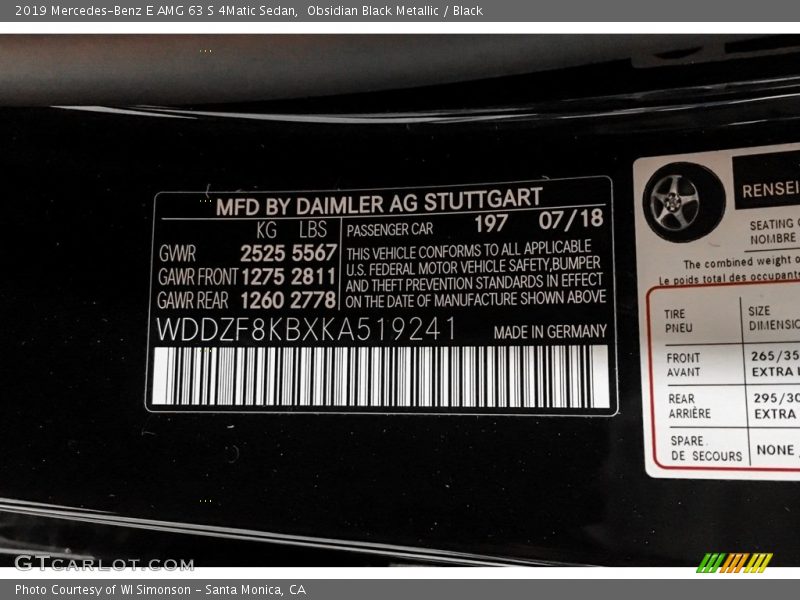 2019 Mercedes-Benz E AMG 63 S 4Matic Sedan, Obsidian Black Metallic / Black
MFD BY DAIMLER AG STUTTGART
KG LBS
GVWR 2525 5567
GAWR FRONT 1275 2811
GAWR REAR 1260 2778
PASSENGER CAR 197 07/18
THIS VEHICLE CONFORMS TO ALL APPLICABLE
U.S. FEDERAL MOTOR VEHICLE SAFETY,BUMPER
AND THEFT PREVENTION STANDARDS IN EFFECT
ON THE DATE OF MANUFACTURE SHOWN ABOVE
WDDZF8KBXKA519241
MADE IN GERMANY
SEATING
NOMBRE
The combined weight
Le poids total des
TIRE
PNEU
SIZE
FRONT
AVANT
265/35
EXTRA
REAR
ARRIÈRE
295/30
EXTRA
SPARE
DE SECOURS
NONE
GTCARLOT.COM
Photo Courtesy of WI Simonson - Santa Monica, CA